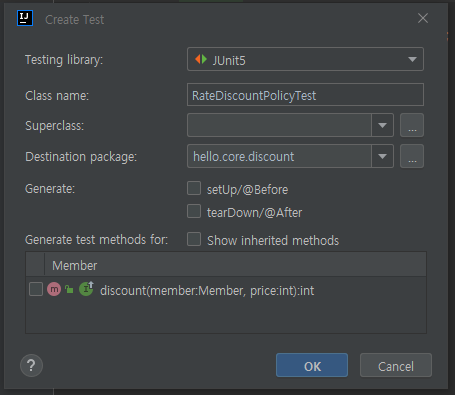 IJ
Create Test
Testing library:
JUnit5
Class name:
RateDiscountPolicyTest
Superclass:
...
Destination package:
hello.core.discount
...
Generate:
setUp/@Before
tearDown/@After
Generate test methods for:
Show inherited methods
Member
m
I
discount(member:Member, price:int):int
?
OK
Cancel